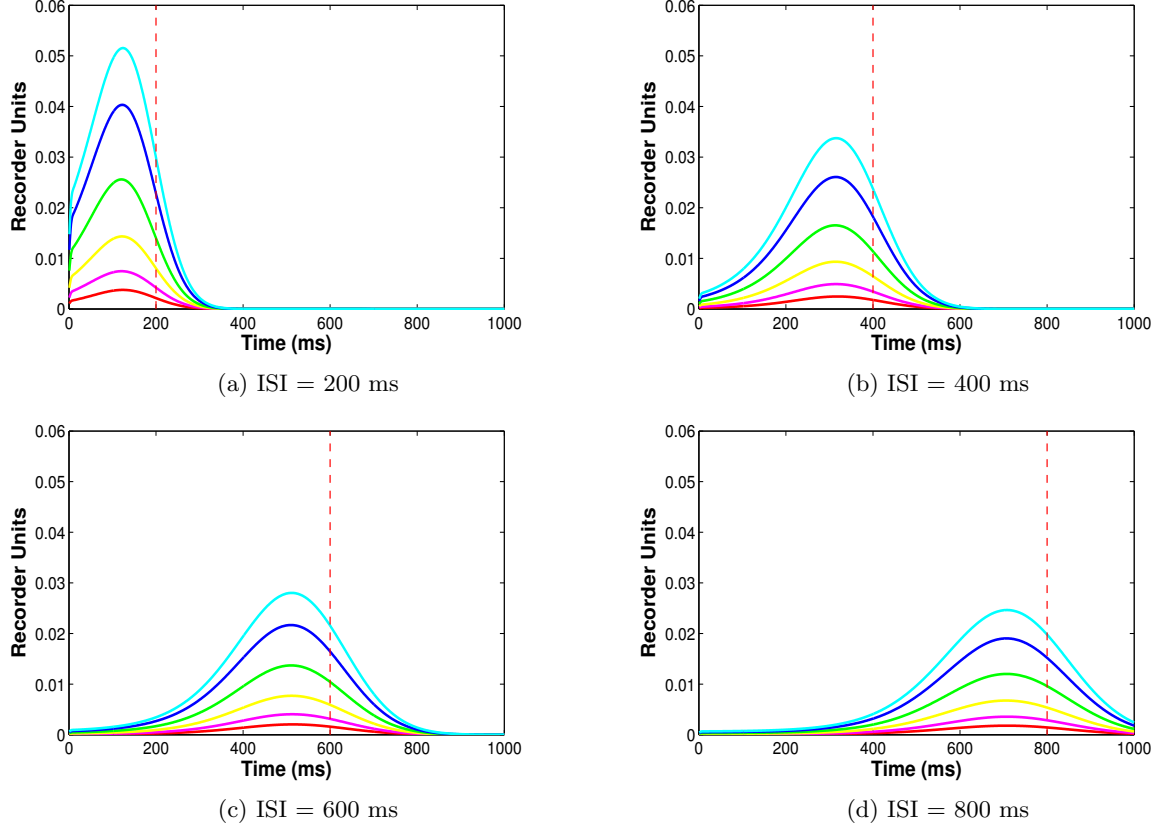 0.06
0.05
0.04
0.03
0.02
0.01
0
Recorder Units
0 200 400 600 800 1000
Time (ms)
(a) ISI = 200 ms
0.06
0.05
0.04
0.03
0.02
0.01
0
Recorder Units
0 200 400 600 800 1000
Time (ms)
(b) ISI = 400 ms
0.06
0.05
0.04
0.03
0.02
0.01
0
Recorder Units
0 200 400 600 800 1000
Time (ms)
(c) ISI = 600 ms
0.06
0.05
0.04
0.03
0.02
0.01
0
Recorder Units
0 200 400 600 800 1000
Time (ms)
(d) ISI = 800 ms